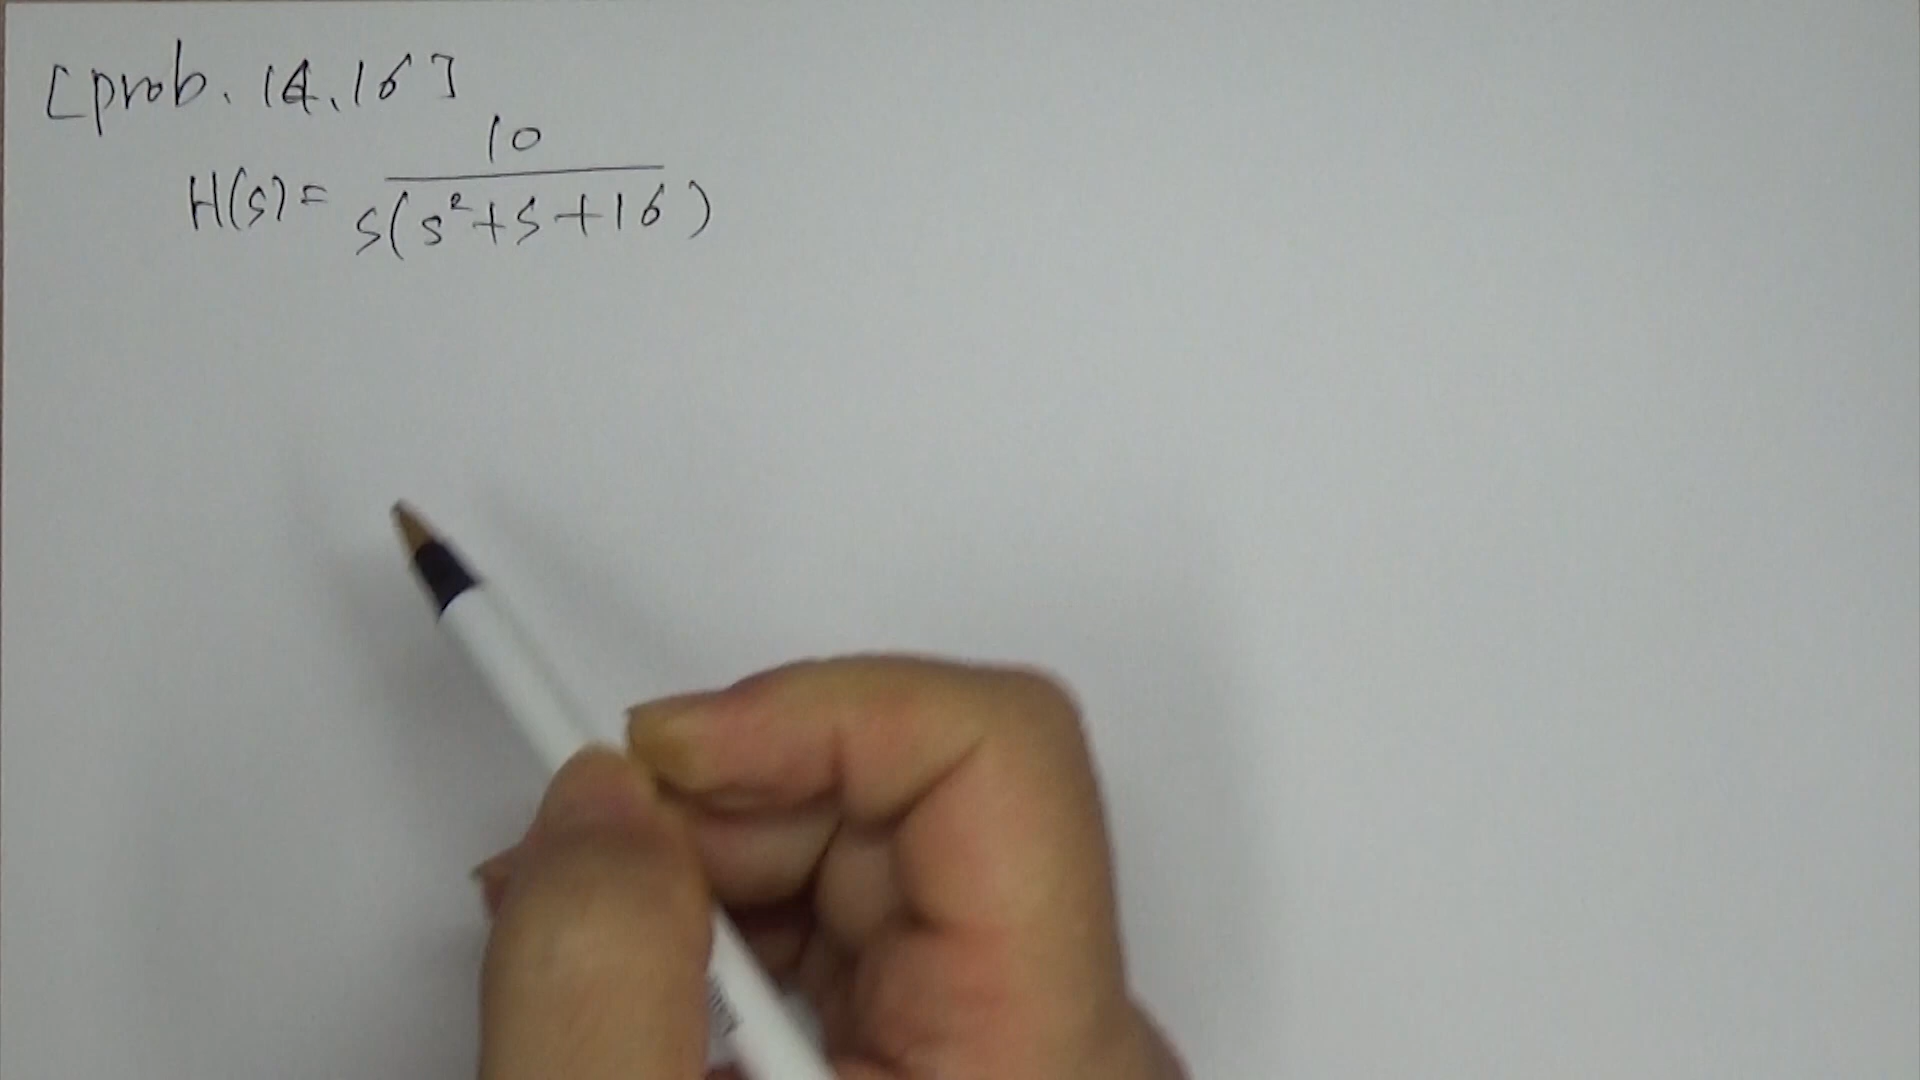 [prob. 14.16]
H(s) = 10 / s(s²+s+16)